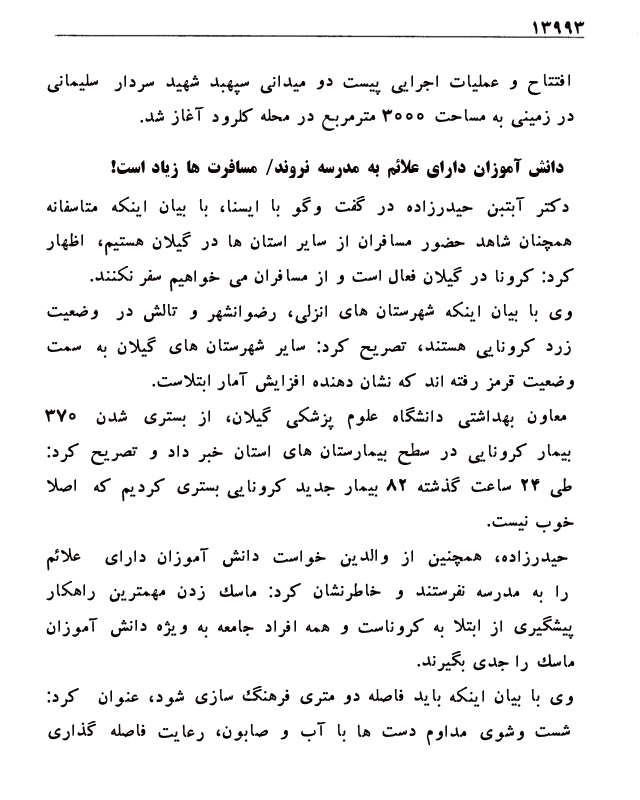 ۱۳۹۹۳
افتتاح و عملیات اجرایی پیست دو میدانی سپهبد شهید سردار سلیمانی
در زمینی به مساحت ۳۰۰۰ مترمربع در محله کلرود آغاز شد.
دانش آموزان دارای علائم به مدرسه نروند/ مسافرت ها زیاد است!
دکتر آبتین حیدرزاده در گفت وگو با ایسنا، با بیان اینکه متاسفانه
همچنان شاهد حضور مسافران از سایر استان ها در گیلان هستیم، اظهار
کرد: کرونا در گیلان فعال است و از مسافران می خواهیم سفر نکنند.
وی با بیان اینکه شهرستان های انزلی، رضوانشهر و تالش در وضعیت
زرد کرونایی هستند، تصریح کرد: سایر شهرستان های گیلان به سمت
وضعیت قرمز رفته اند که نشان دهنده افزایش آمار ابتلاست.
معاون بهداشتی دانشگاه علوم پزشکی گیلان، از بستری شدن ۳۷۰
بیمار کرونایی در سطح بیمارستان های استان خبر داد و تصریح کرد:
طی ۲۴ ساعت گذشته ۸۲ بیمار جدید کرونایی بستری کردیم که اصلا
خوب نیست.
حیدرزاده، همچنین از والدین خواست دانش آموزان دارای علائم
را به مدرسه نفرستند و خاطرنشان کرد: ماسک زدن مهمترین راهکار
پیشگیری از ابتلا به کروناست و همه افراد جامعه به ویژه دانش آموزان
ماسک را جدی بگیرند.
وی با بیان اینکه باید فاصله دو متری فرهنگ سازی شود، عنوان کرد:
شست وشوی مداوم دست ها با آب و صابون، رعایت فاصله گذاری